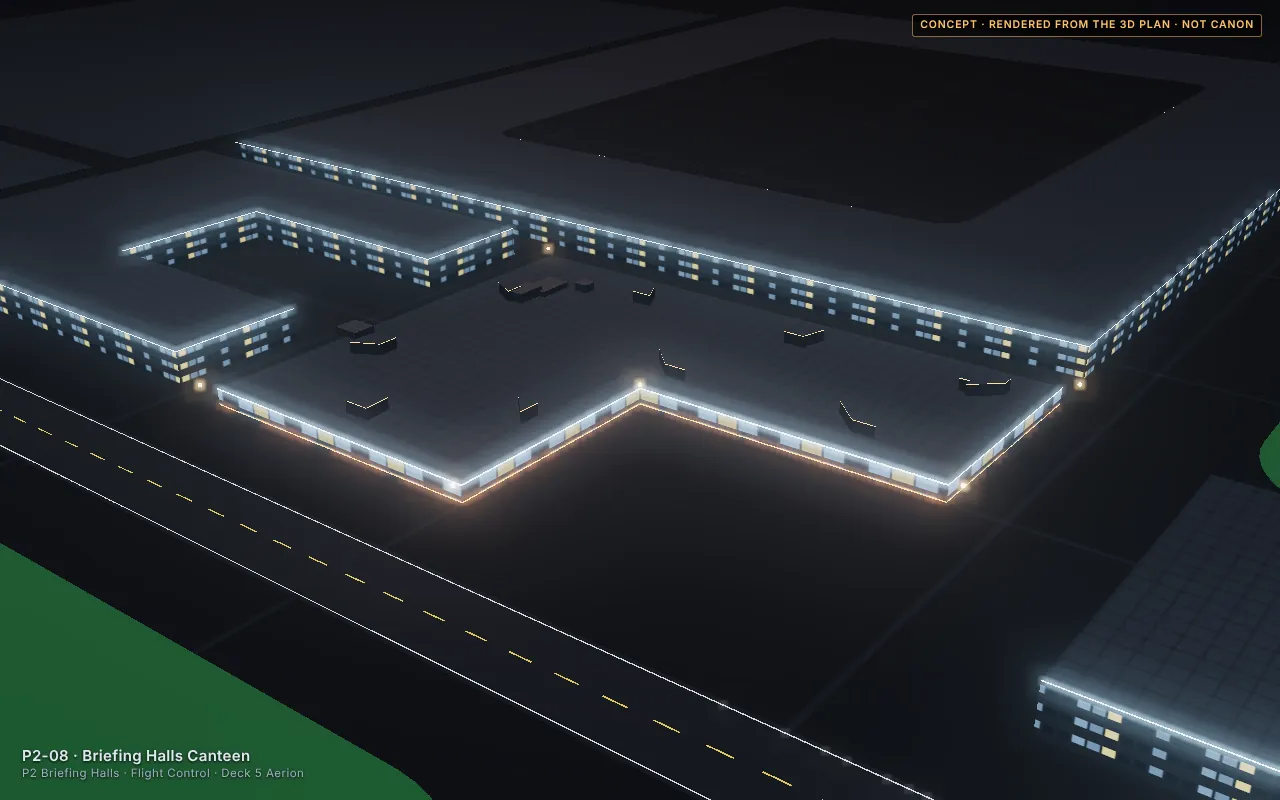 CONCEPT · RENDERED FROM THE 3D PLAN · NOT CANON
P2-08 · Briefing Halls Canteen
P2 Briefing Halls · Flight Control · Deck 5 Aerion